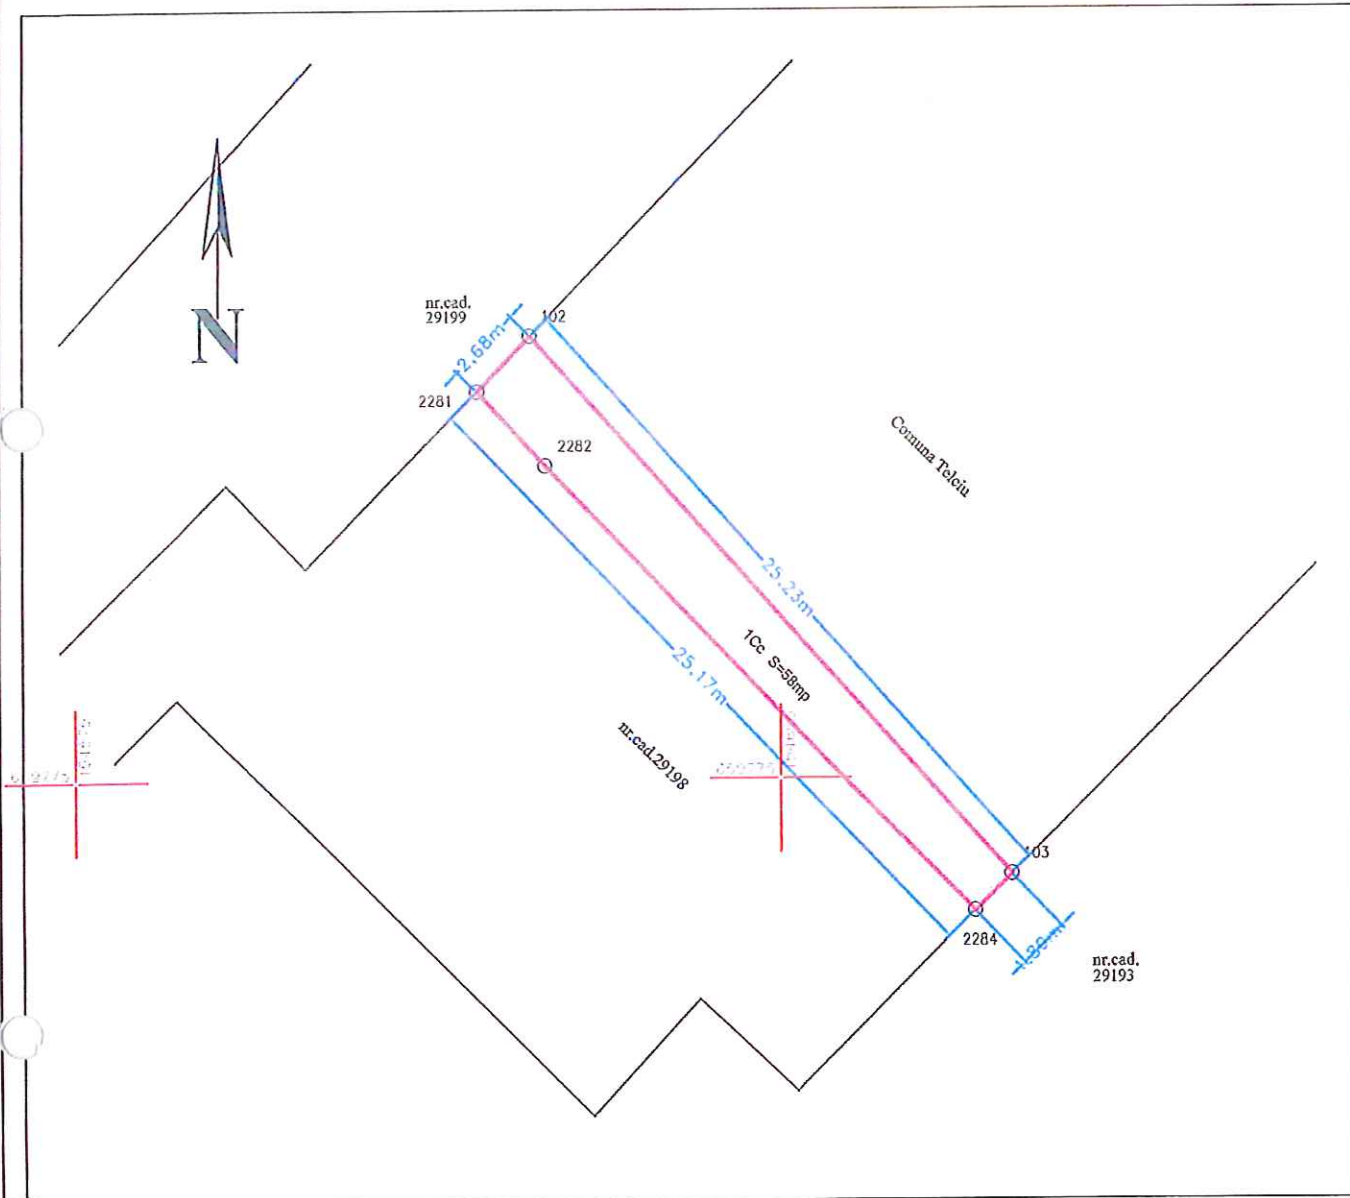 N
nr.cad.
29199
102
2.68m
2281
2282
Comuna Telciu
25.23m
1Cc S=58mp
25.17m
nr.cad.29198
103
2284
nr.cad.
29193